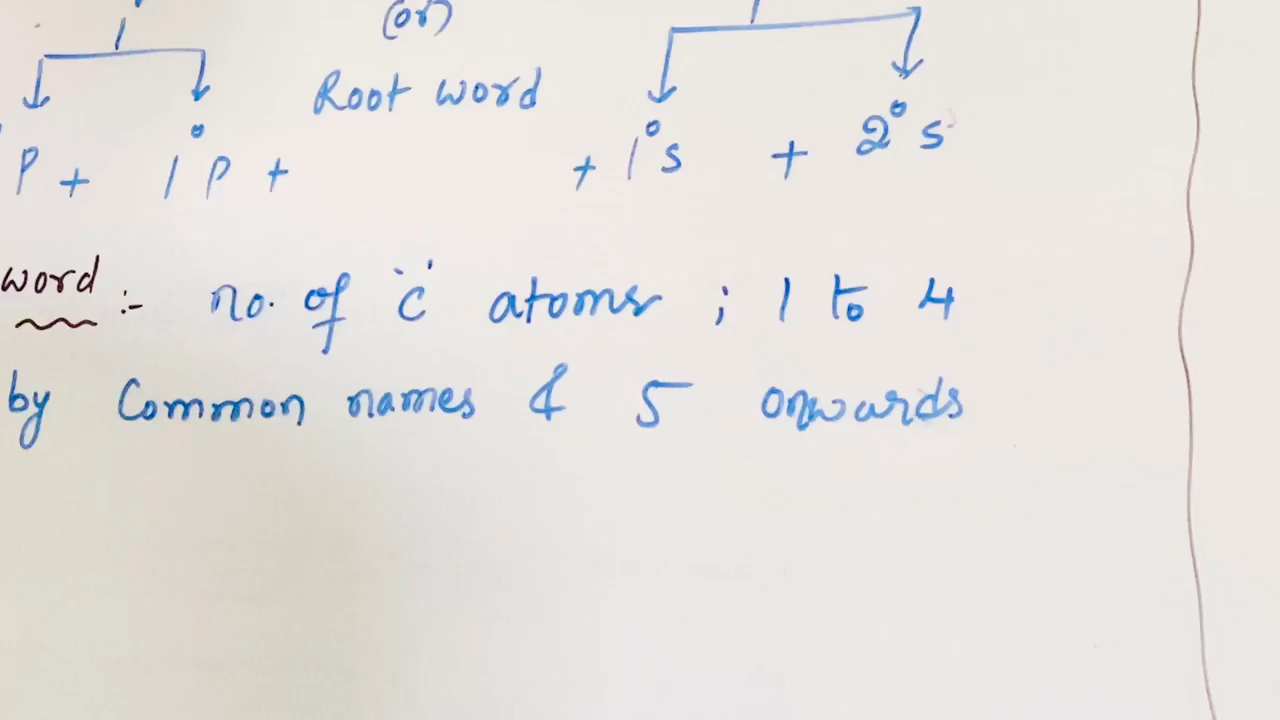 (or)
Root word
P + 1° P + + 1° S + 2° S
word :- no. of 'c' atoms ; 1 to 4
by Common names & 5 onwards